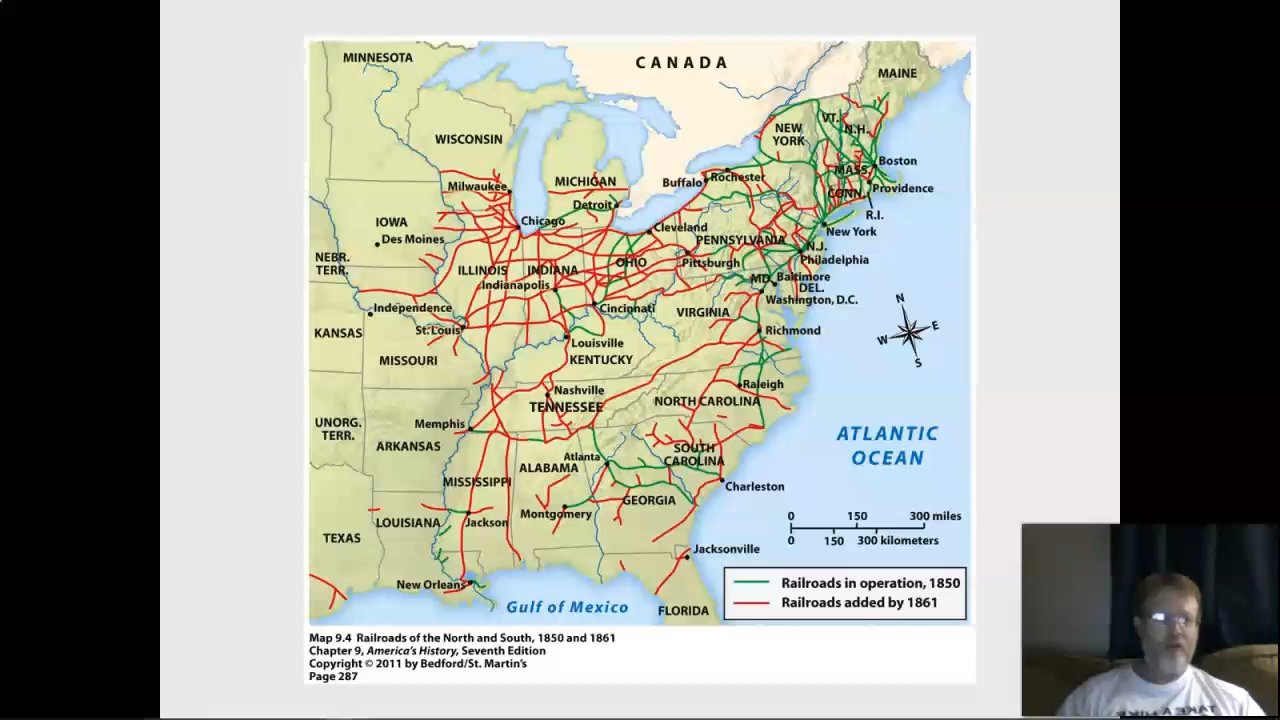 MINNESOTA
CANADA
MAINE
WISCONSIN
NEW
YORK
VT.
N.H.
Milwaukee
MICHIGAN
Buffalo
Rochester
MASS.
Boston
Detroit
CONN.
Providence
R.I.
IOWA
Des Moines
Chicago
Cleveland
New York
PENNSYLVANIA
N.J.
NEBR.
TERR.
ILLINOIS
INDIANA
OHIO
Pittsburgh
Philadelphia
Indianapolis
MD.
Baltimore
DEL.
Washington, D.C.
Independence
Cincinnati
VIRGINIA
KANSAS
St. Louis
Richmond
MISSOURI
Louisville
KENTUCKY
Nashville
TENNESSEE
Raleigh
NORTH CAROLINA
UNORG.
TERR.
Memphis
ARKANSAS
Atlanta
SOUTH
CAROLINA
ATLANTIC
OCEAN
ALABAMA
MISSISSIPPI
Charleston
GEORGIA
Montgomery
LOUISIANA
Jackson
TEXAS
Jacksonville
New Orleans
Gulf of Mexico
FLORIDA
N
W
E
S
0 150 300 miles
0 150 300 kilometers
Railroads in operation, 1850
Railroads added by 1861
Map 9.4 Railroads of the North and South, 1850 and 1861
Chapter 9, America's History, Seventh Edition
Copyright © 2011 by Bedford/St. Martin's
Page 287